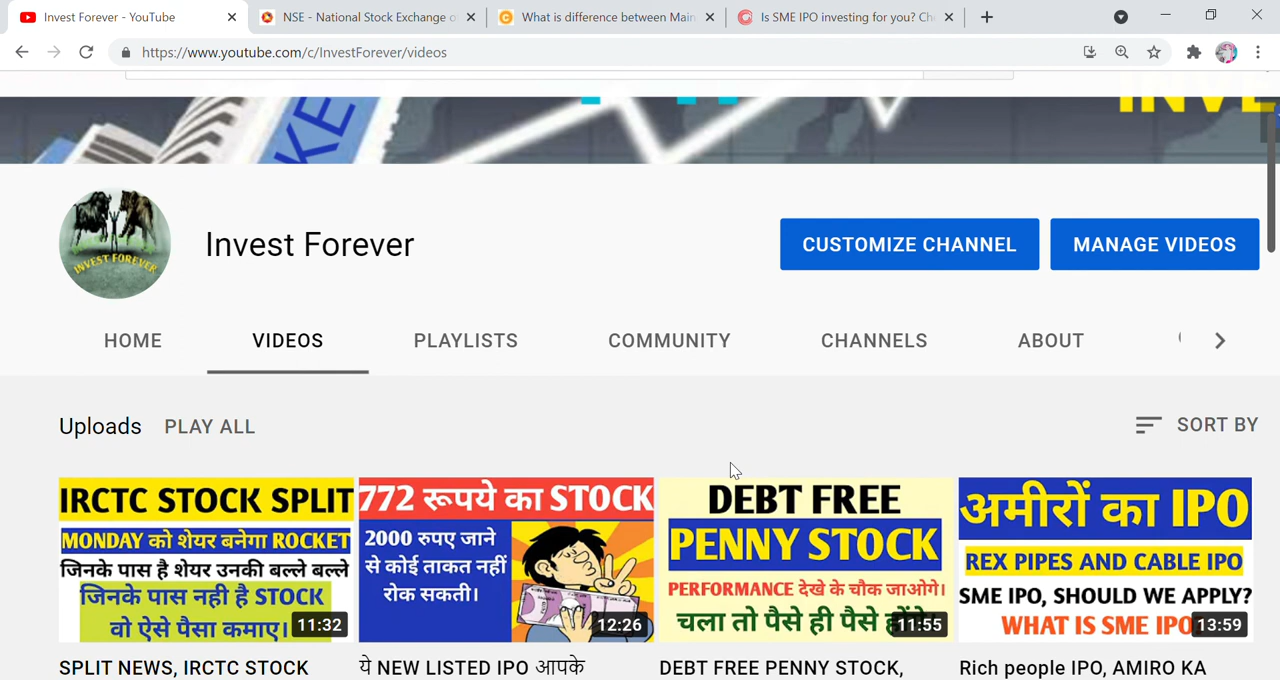 Invest Forever - YouTube
NSE - National Stock Exchange o
What is difference between Main
Is SME IPO investing for you? Ch
https://www.youtube.com/c/InvestForever/videos
KE
INVE
INVEST FOREVER
Invest Forever
CUSTOMIZE CHANNEL
MANAGE VIDEOS
HOME
VIDEOS
PLAYLISTS
COMMUNITY
CHANNELS
ABOUT
Uploads
PLAY ALL
SORT BY
IRCTC STOCK SPLIT
MONDAY को शेयर बनेगा ROCKET
जिनके पास है शेयर उनकी बल्ले बल्ले
जिनके पास नही है STOCK
वो ऐसे पैसा कमाए।
11:32
SPLIT NEWS, IRCTC STOCK
772 रूपये का STOCK
2000 रुपए जाने
से कोई ताकत नहीं
रोक सकती।
12:26
ये NEW LISTED IPO आपके
DEBT FREE
PENNY STOCK
PERFORMANCE देखे के चौक जाओगे।
चला तो पैसे ही पैसे
11:55
DEBT FREE PENNY STOCK,
अमीरों का IPO
REX PIPES AND CABLE IPO
SME IPO, SHOULD WE APPLY?
WHAT IS SME IPO
13:59
Rich people IPO, AMIRO KA